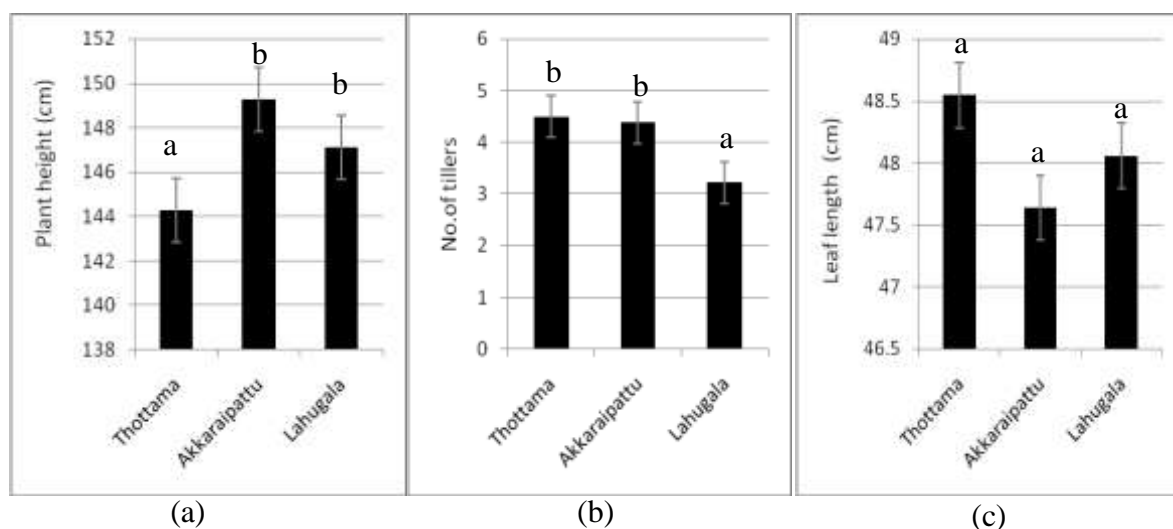 Plant height (cm)
152
150
148
146
144
142
140
138
a
b
b
Thottama
Akkaraipattu
Lahugala
(a)
No.of tillers
6
5
4
3
2
1
0
b
b
a
Thottama
Akkaraipattu
Lahugala
(b)
Leaf length (cm)
49
48.5
48
47.5
47
46.5
a
a
a
Thottama
Akkaraipattu
Lahugala
(c)